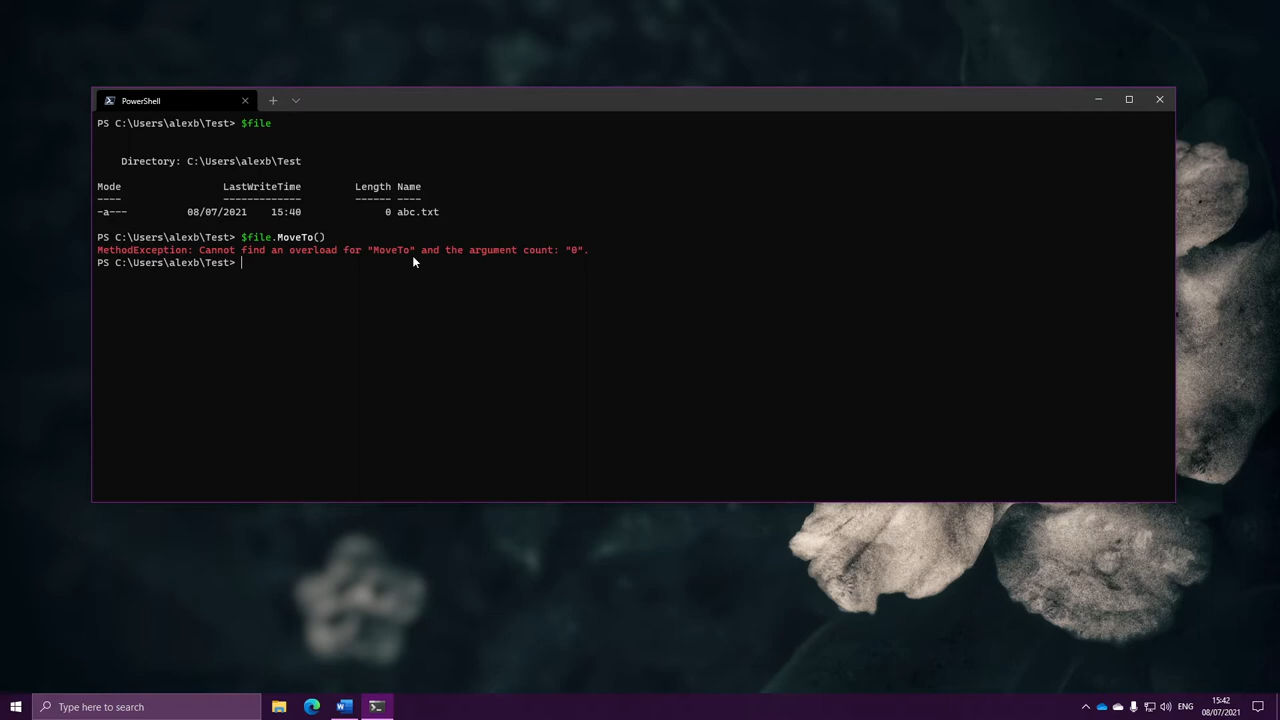 PowerShell
PS C:\Users\alexb\Test> $file
Directory: C:\Users\alexb\Test
Mode LastWriteTime Length Name
---- ------------- ------ ----
-a--- 08/07/2021 15:40 0 abc.txt
PS C:\Users\alexb\Test> $file.MoveTo()
MethodException: Cannot find an overload for "MoveTo" and the argument count: "0".
PS C:\Users\alexb\Test>
Type here to search
ENG
15:42
08/07/2021